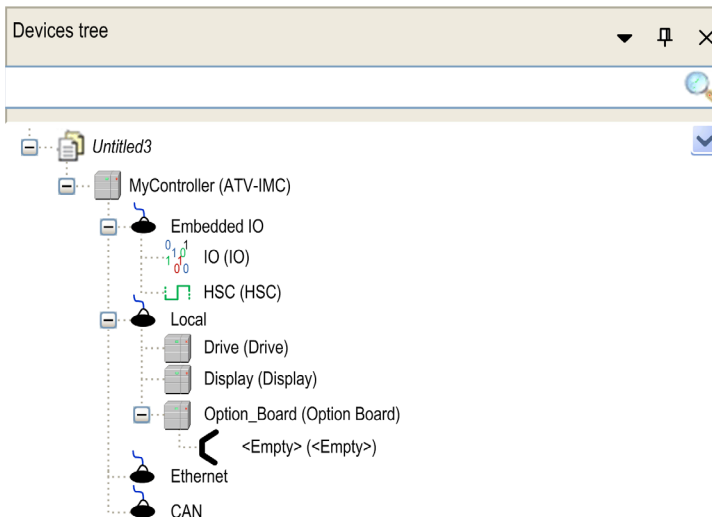 Devices tree
Untitled3
MyController (ATV-IMC)
Embedded IO
IO (IO)
HSC (HSC)
Local
Drive (Drive)
Display (Display)
Option_Board (Option Board)
<Empty> (<Empty>)
Ethernet
CAN